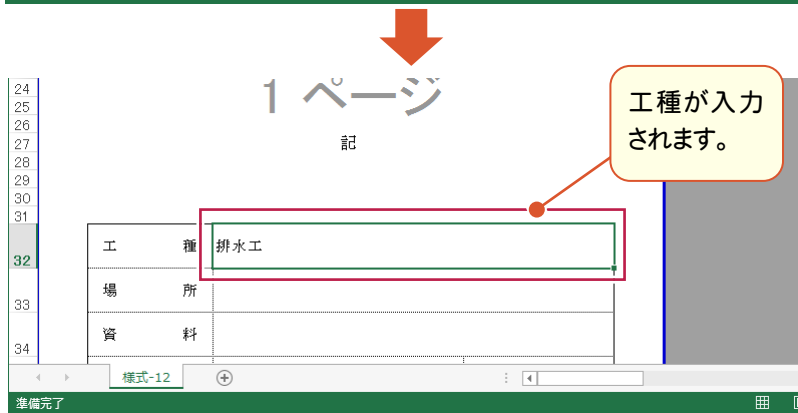 24
25
26
27
28
29
30
31
32
33
34
1 ページ
記
工種が入力
されます。
工 種 排水工
場 所
資 料
様式-12
準備完了